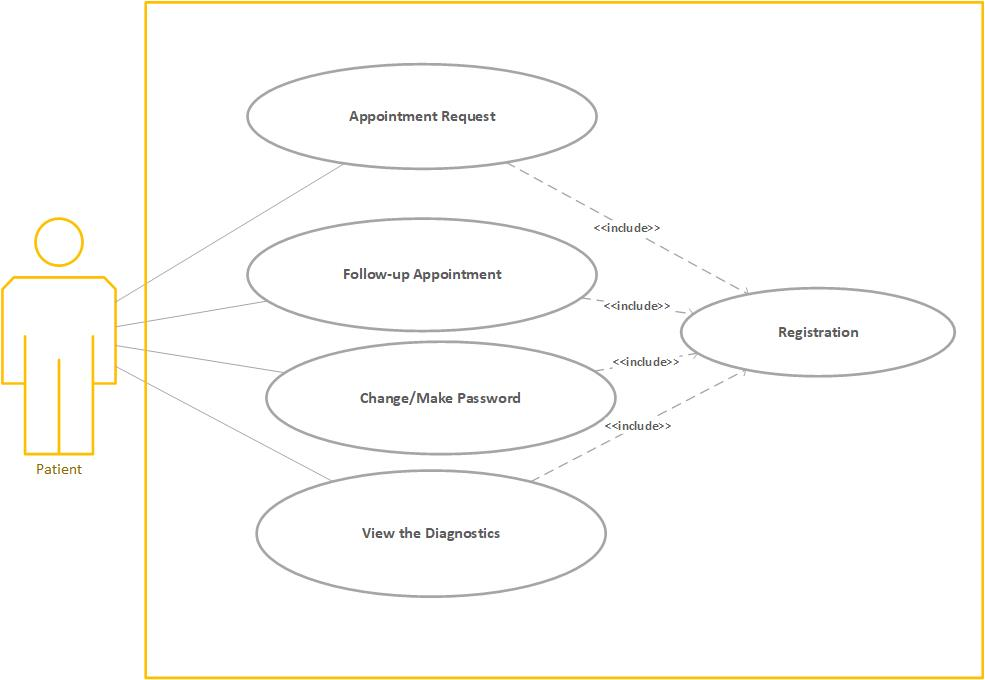 Appointment Request
<<include>>
Follow-up Appointment
<<include>>
Registration
<<include>>
Change/Make Password
<<include>>
Patient
View the Diagnostics